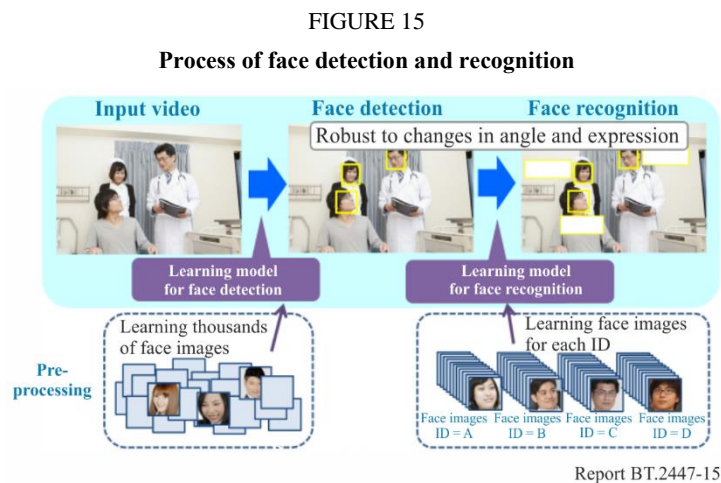 FIGURE 15
Process of face detection and recognition
Input video
Face detection
Face recognition
Robust to changes in angle and expression
Learning model
for face detection
Learning model
for face recognition
Pre-
processing
Learning thousands
of face images
Learning face images
for each ID
Face images
ID = A
Face images
ID = B
Face images
ID = C
Face images
ID = D
Report BT.2447-15